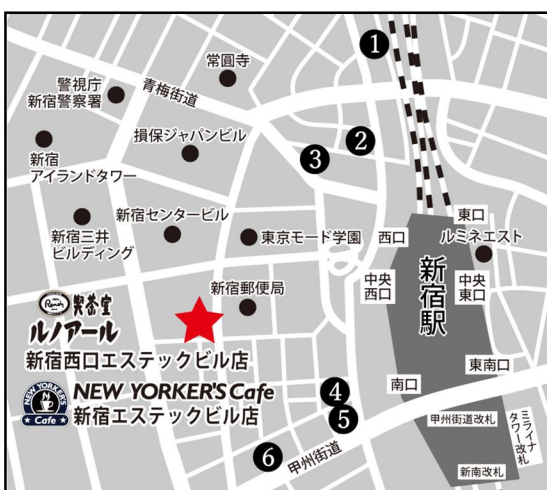 1
常圓寺
警視庁
新宿警察署
青梅街道
2
損保ジャパンビル
3
新宿
アイランドタワー
東口
新宿三井
ビルディング
新宿センタービル
東京モード学園
西口
ルミネエスト
新宿駅
中央
西口
中央
東口
新宿郵便局
Renoir
喫茶室
ルノアール
新宿西口エステックビル店
東南口
NEW YORKER'S
N
Cafe
NEW YORKER'S Cafe
新宿エステックビル店
4
南口
5
甲州街道改札
ミライナ
タワー改札
6
甲州街道
新南改札